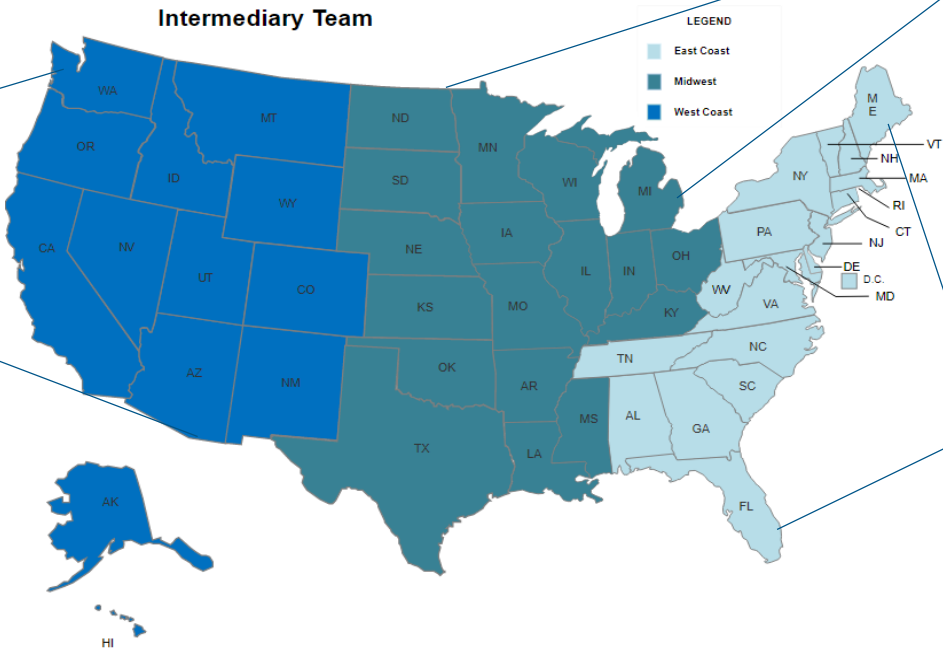 Intermediary Team
LEGEND
East Coast
Midwest
West Coast
WA
OR
CA
NV
ID
MT
WY
UT
CO
AZ
NM
AK
HI
ND
SD
NE
KS
OK
TX
MN
IA
MO
AR
LA
WI
IL
MI
IN
OH
KY
MS
M
E
VT
NH
MA
RI
CT
NJ
DE
D.C.
MD
NY
PA
WV
VA
NC
TN
SC
AL
GA
FL